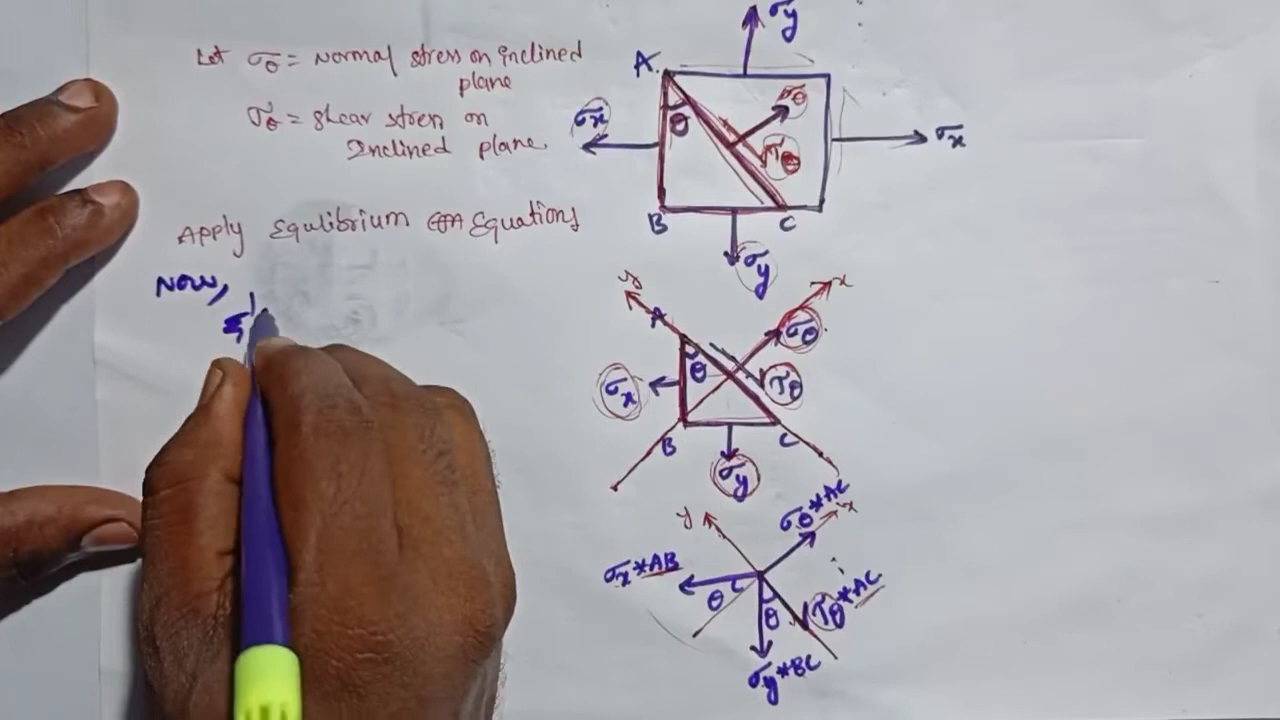 Let σθ = Normal stress on inclined
plane
τθ = shear stress on
Inclined plane
Apply Equlibrium Equations
Now,
σy
A
σx
θ
σθ
τθ
σx
B
C
σy
y
x
A
σθ
θ
σx
τθ
B
C
σy
σθ*AC
y
x
σx*AB
θ
θ
τθ*AC
σy*BC